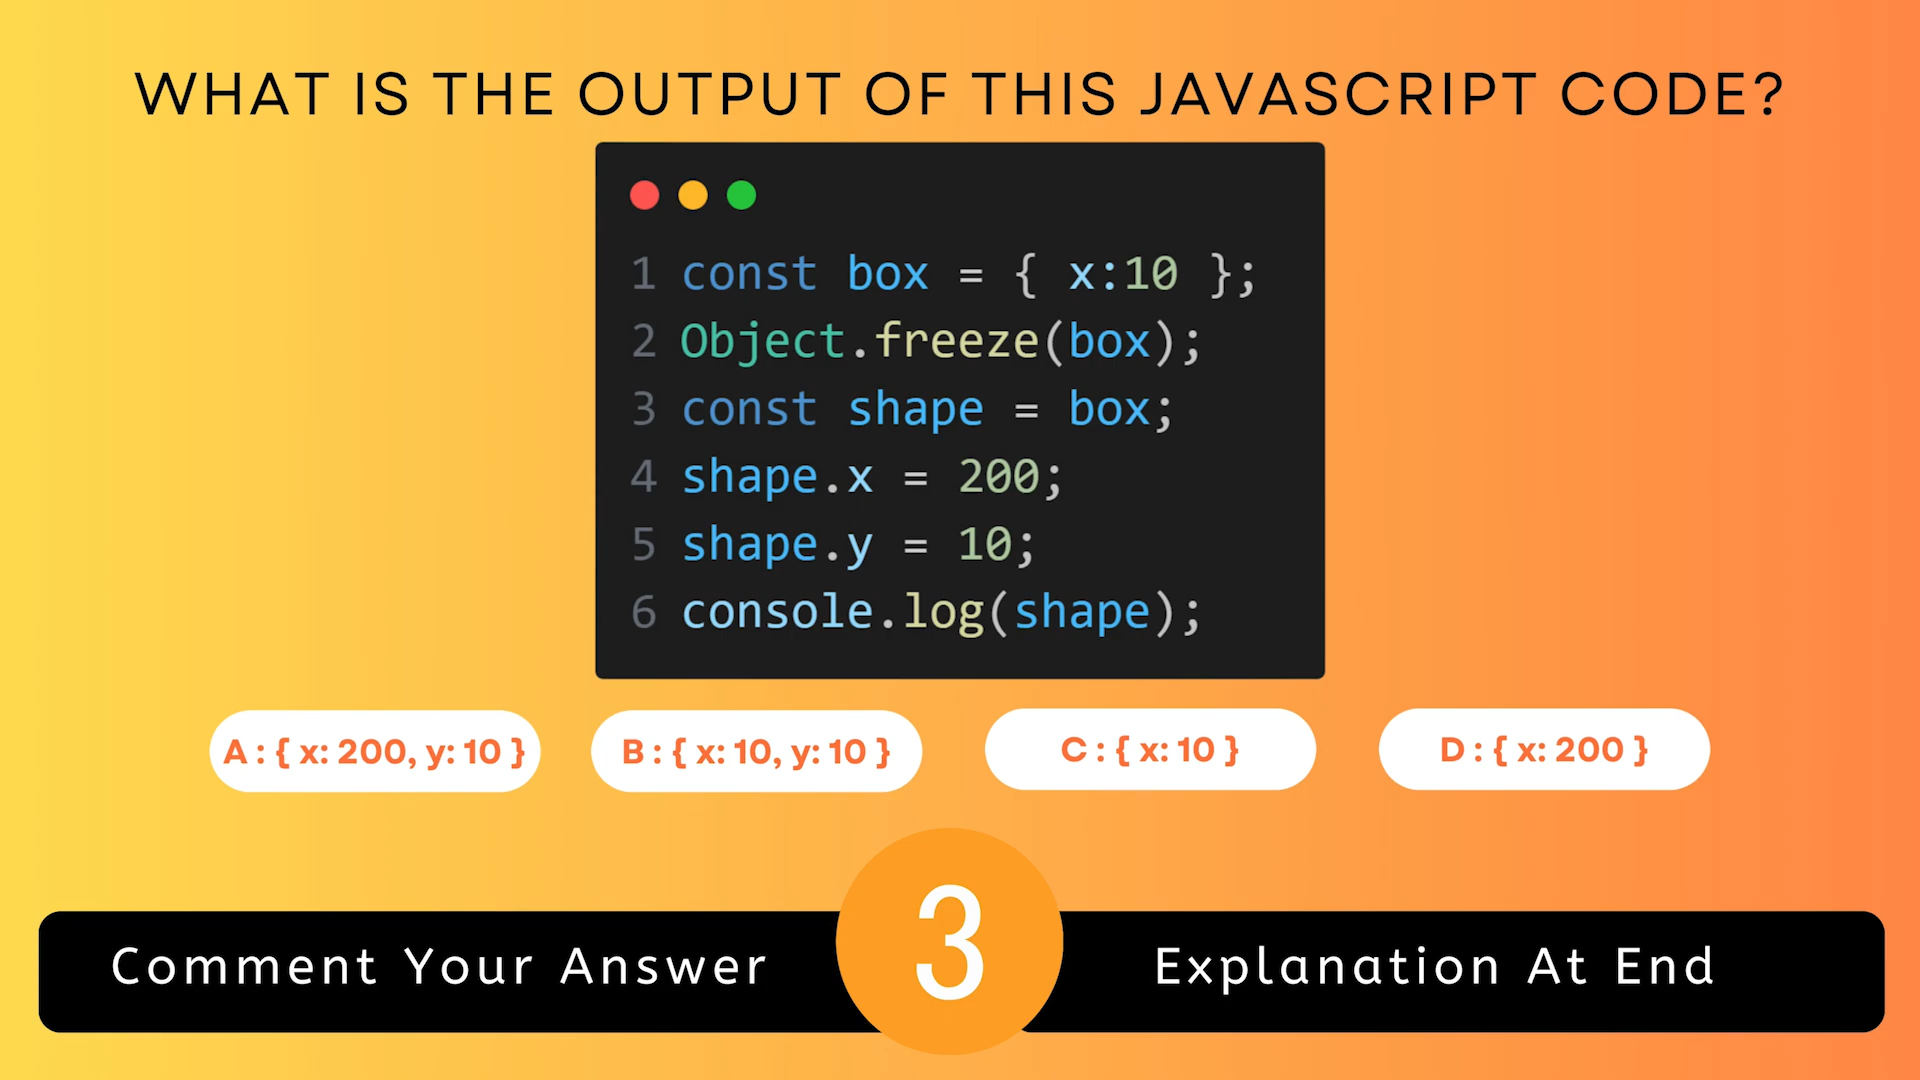 WHAT IS THE OUTPUT OF THIS JAVASCRIPT CODE?
1 const box = { x:10 };
2 Object.freeze(box);
3 const shape = box;
4 shape.x = 200;
5 shape.y = 10;
6 console.log(shape);
A : { x: 200, y: 10 }
B : { x: 10, y: 10 }
C : { x: 10 }
D : { x: 200 }
Comment Your Answer
3
Explanation At End